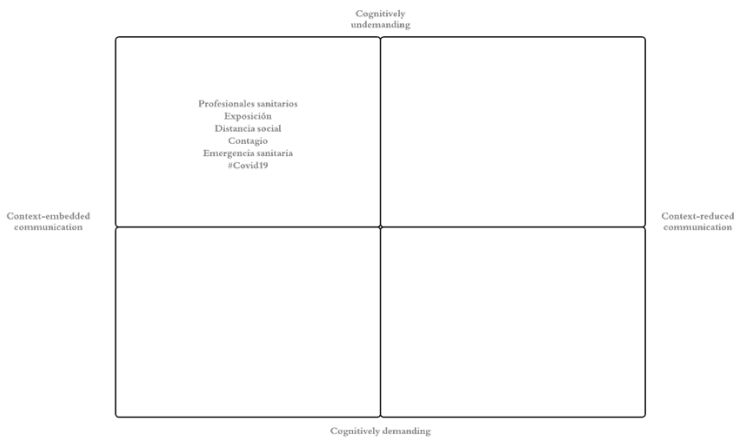 Cognitively
undemanding
Profesionales sanitarios
Exposición
Distancia social
Contagio
Emergencia sanitaria
#Covid19
Context-embedded
communication
Context-reduced
communication
Cognitively demanding